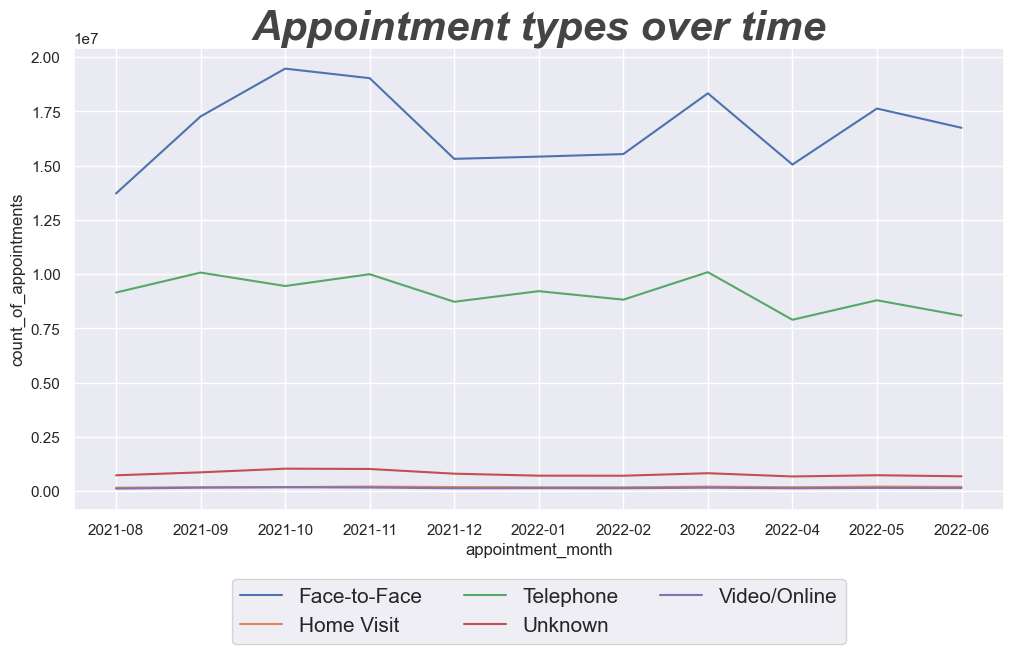 Appointment types over time
1e7
2.00
1.75
1.50
1.25
1.00
0.75
0.50
0.25
0.00
count_of_appointments
2021-08 2021-09 2021-10 2021-11 2021-12 2022-01 2022-02 2022-03 2022-04 2022-05 2022-06
appointment_month
Face-to-Face Telephone Video/Online
Home Visit Unknown